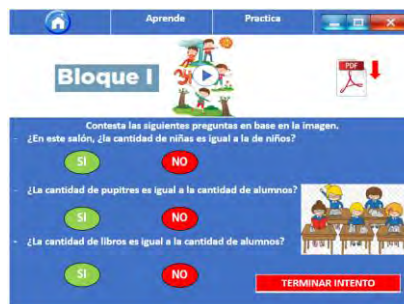 Aprende
Practica
Bloque I
PDF
Contesta las siguientes preguntas en base en la imagen.
- ¿En este salón, ¿la cantidad de niñas es igual a la de niños?
SI
NO
- ¿La cantidad de pupitres es igual a la cantidad de alumnos?
SI
NO
- ¿La cantidad de libros es igual a la cantidad de alumnos?
SI
NO
TERMINAR INTENTO